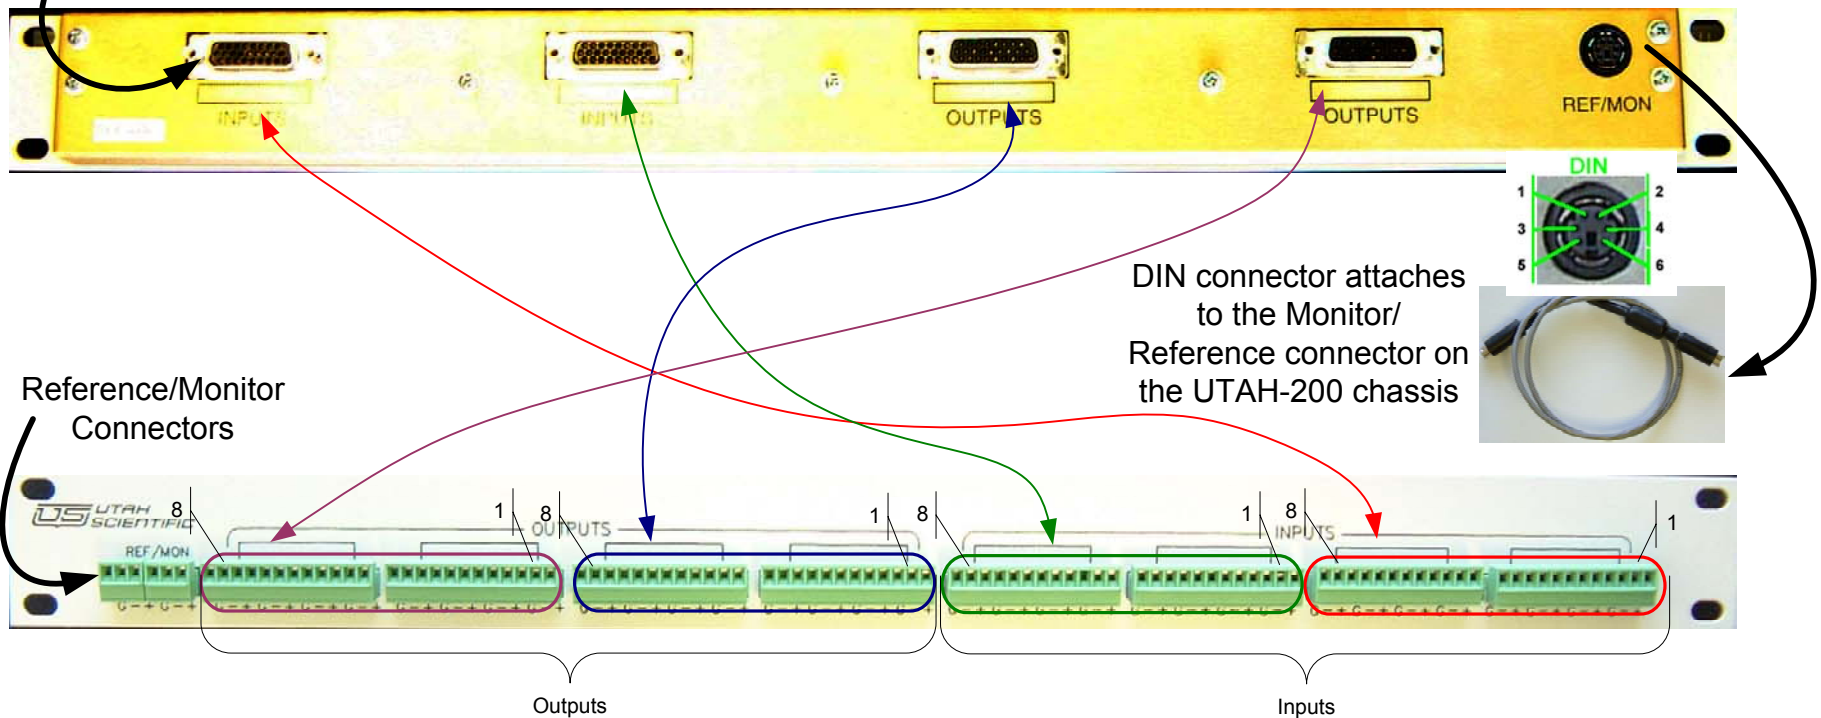 INPUTS
INPUTS
OUTPUTS
OUTPUTS
REF/MON
DIN
1 2
3 4
5 6
DIN connector attaches
to the Monitor/
Reference connector on
the UTAH-200 chassis
Reference/Monitor
Connectors
US UTAH
SCIENTIFIC
REF/MON
OUTPUTS
INPUTS
8 1 8 1 8 1 8 1
G - + G - +
Outputs
Inputs